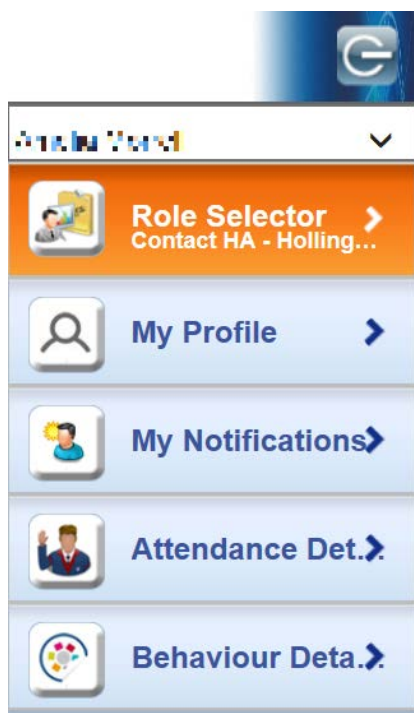 Role Selector
Contact HA - Holling...
My Profile
My Notifications
Attendance Det...
Behaviour Deta...